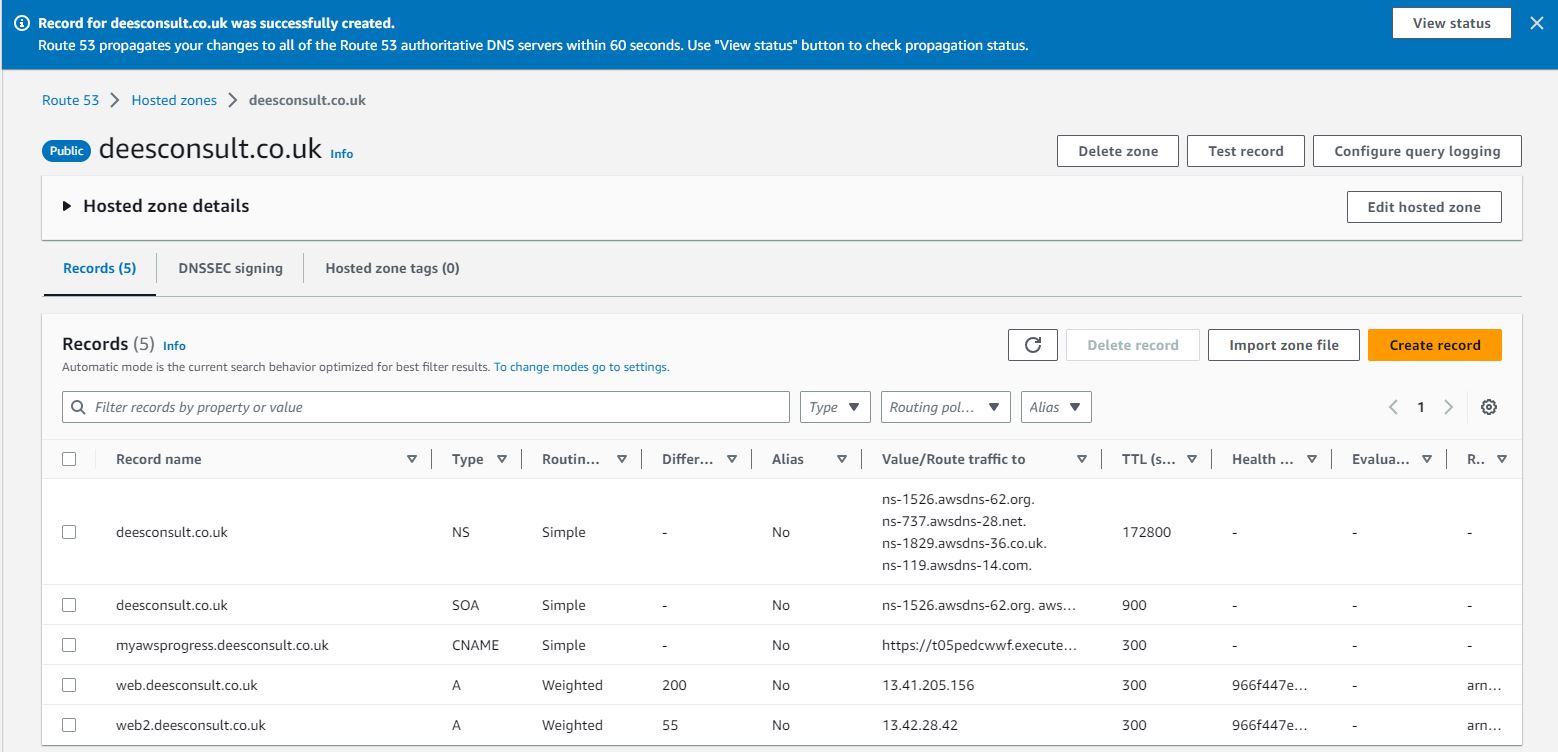 Record for deesconsult.co.uk was successfully created.
View status
Route 53 propagates your changes to all of the Route 53 authoritative DNS servers within 60 seconds. Use "View status" button to check propagation status.
Route 53 > Hosted zones > deesconsult.co.uk
Public deesconsult.co.uk Info
Delete zone Test record Configure query logging
Hosted zone details
Edit hosted zone
Records (5) DNSSEC signing Hosted zone tags (0)
Records (5) Info
Delete record Import zone file Create record
Automatic mode is the current search behavior optimized for best filter results. To change modes go to settings.
Filter records by property or value Type Routing pol... Alias 1
Record name Type Routin... Differ... Alias Value/Route traffic to TTL (s... Health ... Evalua... R..
deesconsult.co.uk NS Simple - No ns-1526.awsdns-62.org.
ns-737.awsdns-28.net.
ns-1829.awsdns-36.co.uk.
ns-119.awsdns-14.com. 172800 - - -
deesconsult.co.uk SOA Simple - No ns-1526.awsdns-62.org. aws... 900 - - -
myawsprogress.deesconsult.co.uk CNAME Simple - No https://t05pedcwwf.execute... 300 - - -
web.deesconsult.co.uk A Weighted 200 No 13.41.205.156 300 966f447e... - arn...
web2.deesconsult.co.uk A Weighted 55 No 13.42.28.42 300 966f447e... - arn...